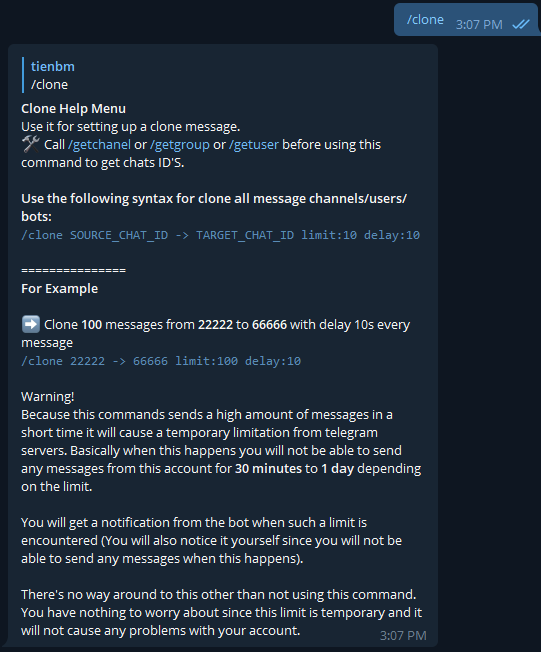 /clone 3:07 PM
tienbm
/clone
Clone Help Menu
Use it for setting up a clone message.
🛠 Call /getchanel or /getgroup or /getuser before using this
command to get chats ID'S.
Use the following syntax for clone all message channels/users/
bots:
/clone SOURCE_CHAT_ID -> TARGET_CHAT_ID limit:10 delay:10
===============
For Example
➡️ Clone 100 messages from 22222 to 66666 with delay 10s every
message
/clone 22222 -> 66666 limit:100 delay:10
Warning!
Because this commands sends a high amount of messages in a
short time it will cause a temporary limitation from telegram
servers. Basically when this happens you will not be able to send
any messages from this account for 30 minutes to 1 day depending
on the limit.
You will get a notification from the bot when such a limit is
encountered (You will also notice it yourself since you will not be
able to send any messages when this happens).
There's no way around to this other than not using this command.
You have nothing to worry about since this limit is temporary and it
will not cause any problems with your account. 3:07 PM